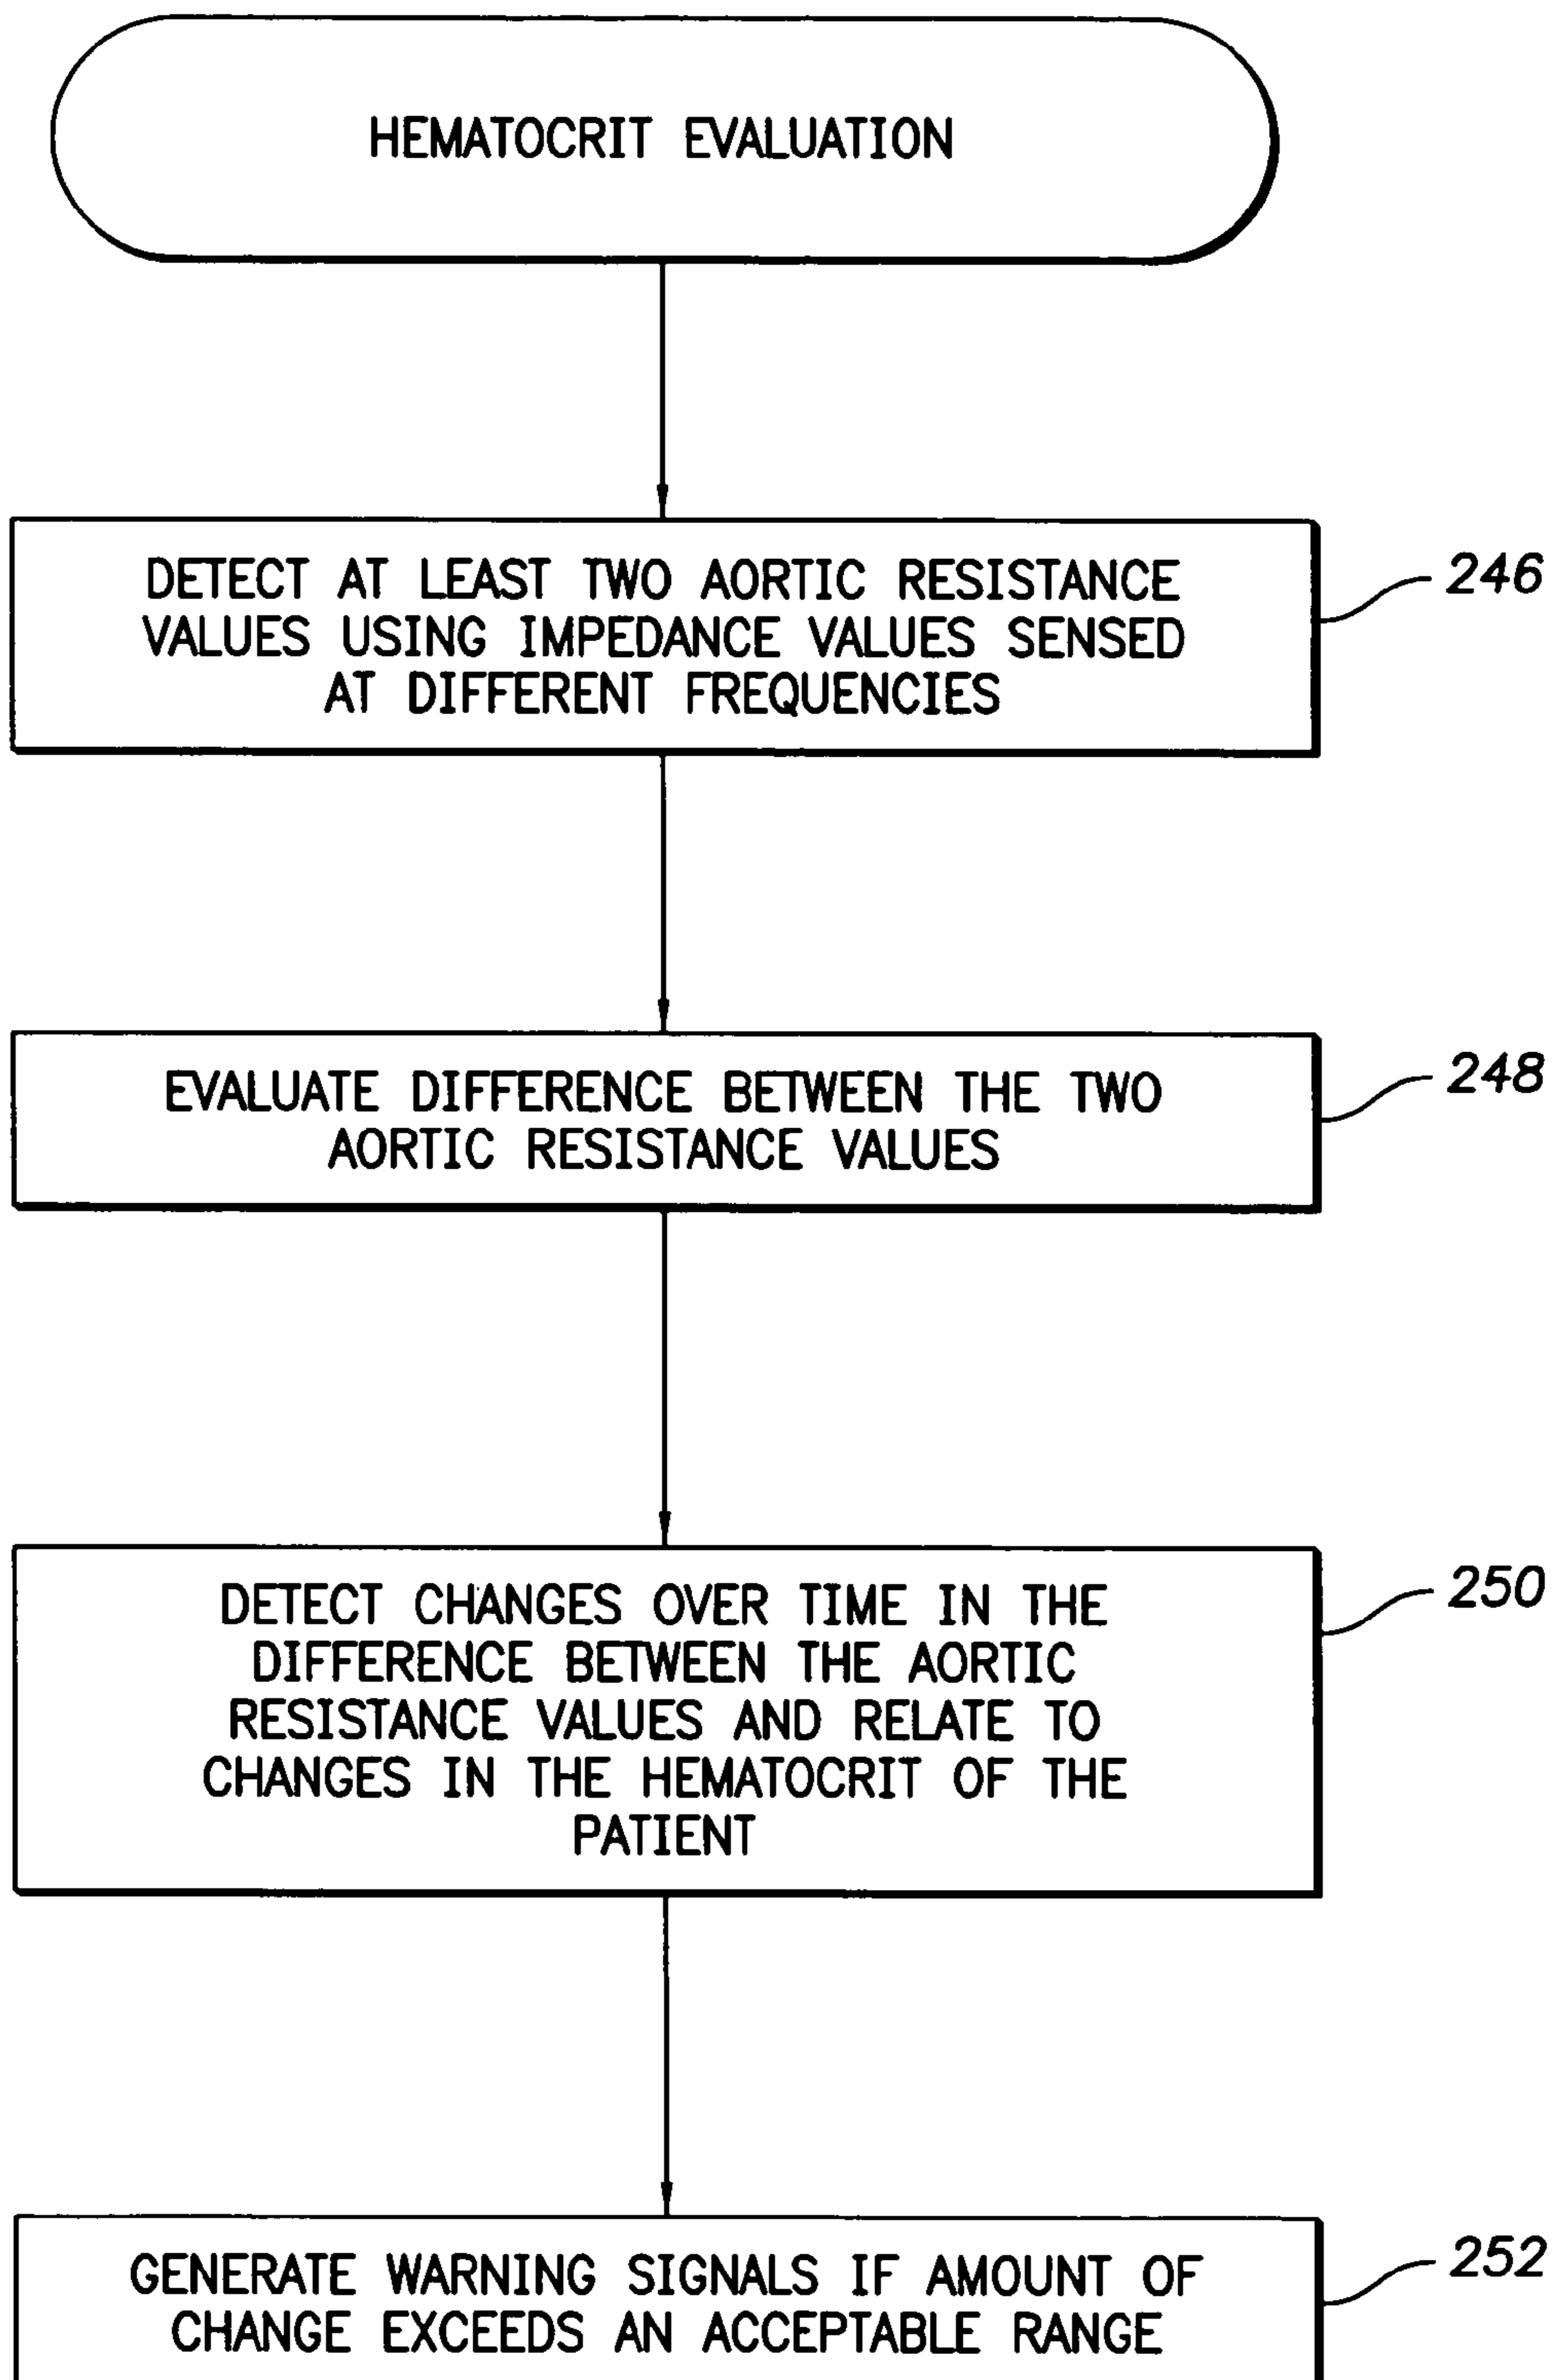 HEMATOCRIT EVALUATION
DETECT AT LEAST TWO AORTIC RESISTANCE
VALUES USING IMPEDANCE VALUES SENSED
AT DIFFERENT FREQUENCIES
246
EVALUATE DIFFERENCE BETWEEN THE TWO
AORTIC RESISTANCE VALUES
248
DETECT CHANGES OVER TIME IN THE
DIFFERENCE BETWEEN THE AORTIC
RESISTANCE VALUES AND RELATE TO
CHANGES IN THE HEMATOCRIT OF THE
PATIENT
250
GENERATE WARNING SIGNALS IF AMOUNT OF
CHANGE EXCEEDS AN ACCEPTABLE RANGE
252